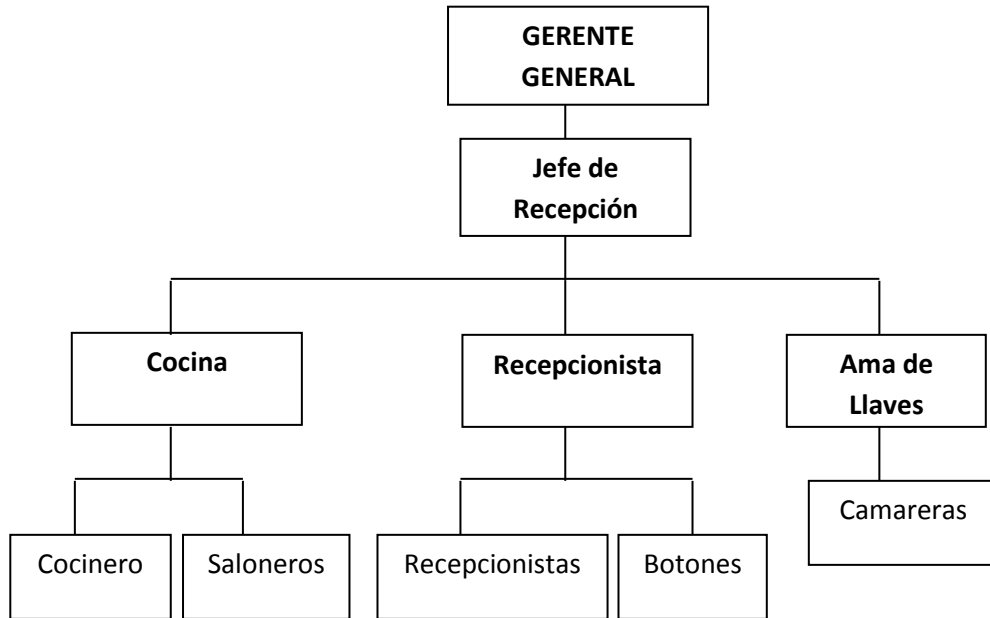 GERENTE
GENERAL
Jefe de
Recepción
Cocina
Recepcionista
Ama de
Llaves
Cocinero
Saloneros
Recepcionistas
Botones
Camareras